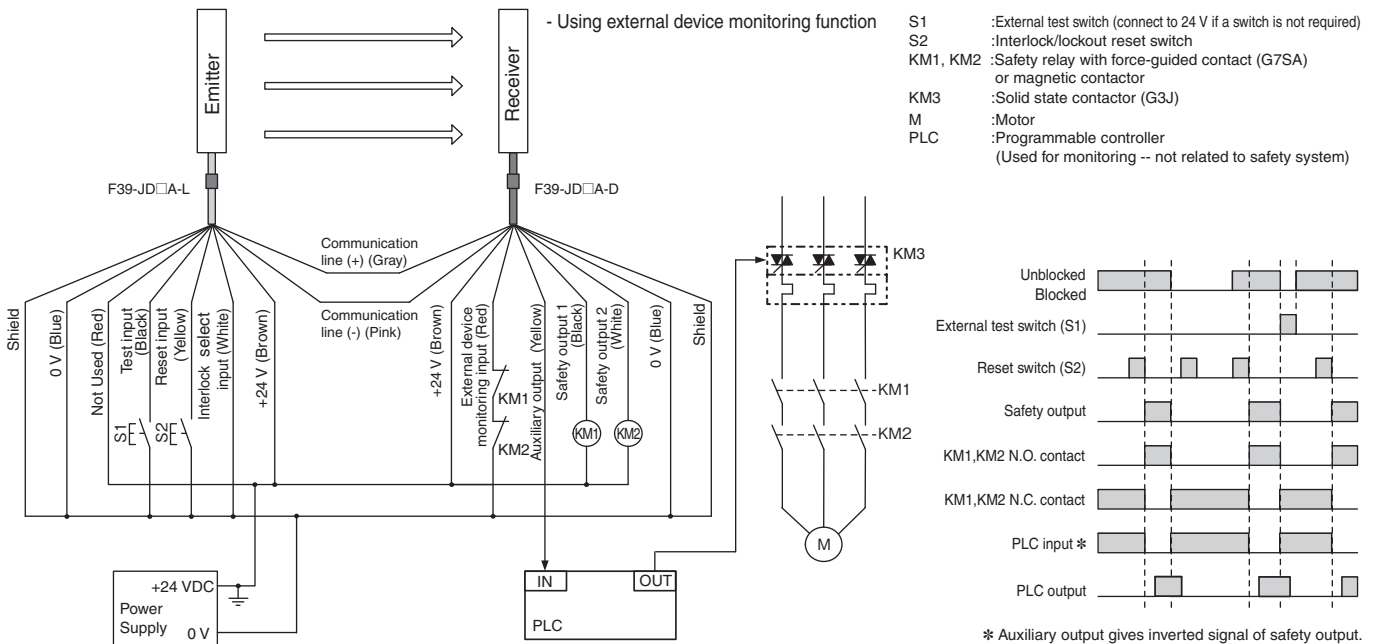 - Using external device monitoring function
S1 :External test switch (connect to 24 V if a switch is not required)
S2 :Interlock/lockout reset switch
KM1, KM2 :Safety relay with force-guided contact (G7SA)
or magnetic contactor
KM3 :Solid state contactor (G3J)
M :Motor
PLC :Programmable controller
(Used for monitoring -- not related to safety system)
Emitter
Receiver
F39-JD□A-L
F39-JD□A-D
Communication
line (+) (Gray)
Communication
line (-) (Pink)
Shield
0 V (Blue)
Not Used (Red)
Test input
(Black)
Reset input
(Yellow)
Interlock select
input (White)
+24 V (Brown)
+24 V (Brown)
External device
monitoring input (Red)
Auxiliary output (Yellow)
Safety output 1
(Black)
Safety output 2
(White)
0 V (Blue)
Shield
S1
S2
KM1
KM2
KM1
KM2
KM3
KM1
KM2
M
+24 VDC
Power
Supply
0 V
IN
OUT
PLC
Unblocked
Blocked
External test switch (S1)
Reset switch (S2)
Safety output
KM1,KM2 N.O. contact
KM1,KM2 N.C. contact
PLC input ✻
PLC output
✻ Auxiliary output gives inverted signal of safety output.